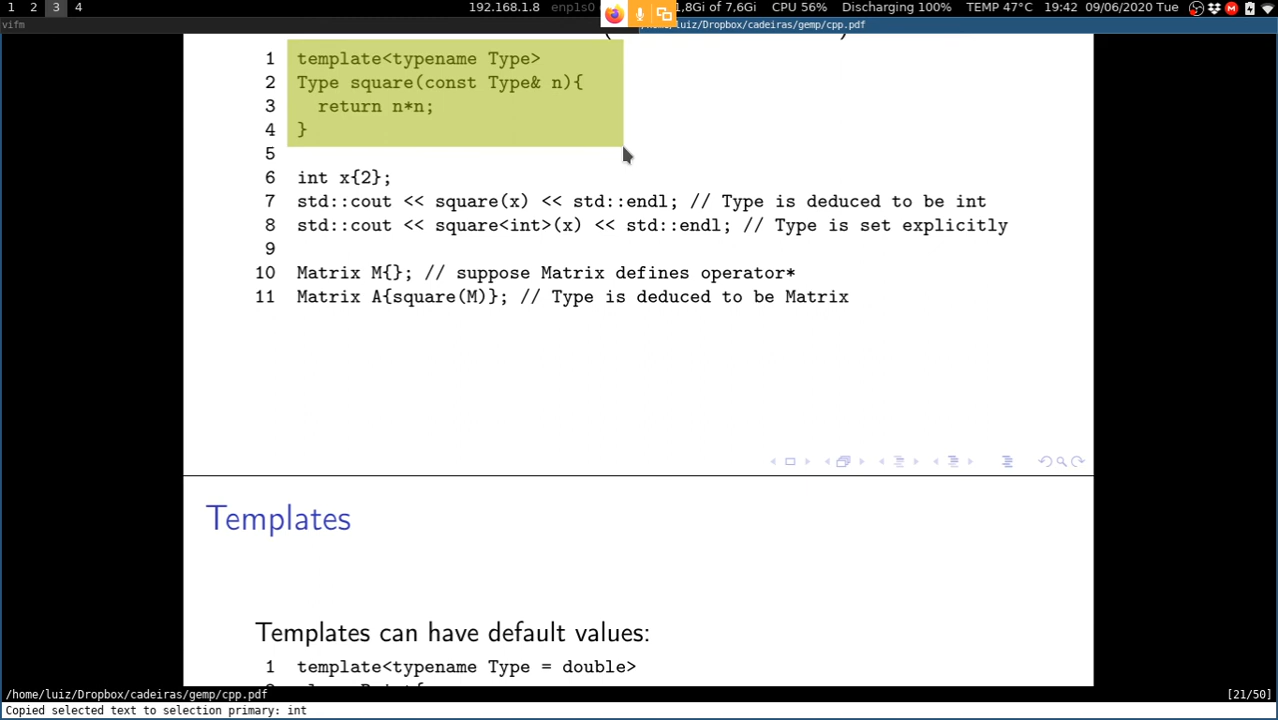 1 2 3 4 192.168.1.8 enp1s0 1,8Gi of 7,6Gi CPU 56% Discharging 100% TEMP 47°C 19:42 09/06/2020 Tue
vifm /home/luiz/Dropbox/cadeiras/gemp/cpp.pdf
1 template<typename Type>
2 Type square(const Type& n){
3 return n*n;
4 }
5
6 int x{2};
7 std::cout << square(x) << std::endl; // Type is deduced to be int
8 std::cout << square<int>(x) << std::endl; // Type is set explicitly
9
10 Matrix M{}; // suppose Matrix defines operator*
11 Matrix A{square(M)}; // Type is deduced to be Matrix
Templates
Templates can have default values:
1 template<typename Type = double>
/home/luiz/Dropbox/cadeiras/gemp/cpp.pdf [21/50]
Copied selected text to selection primary: int